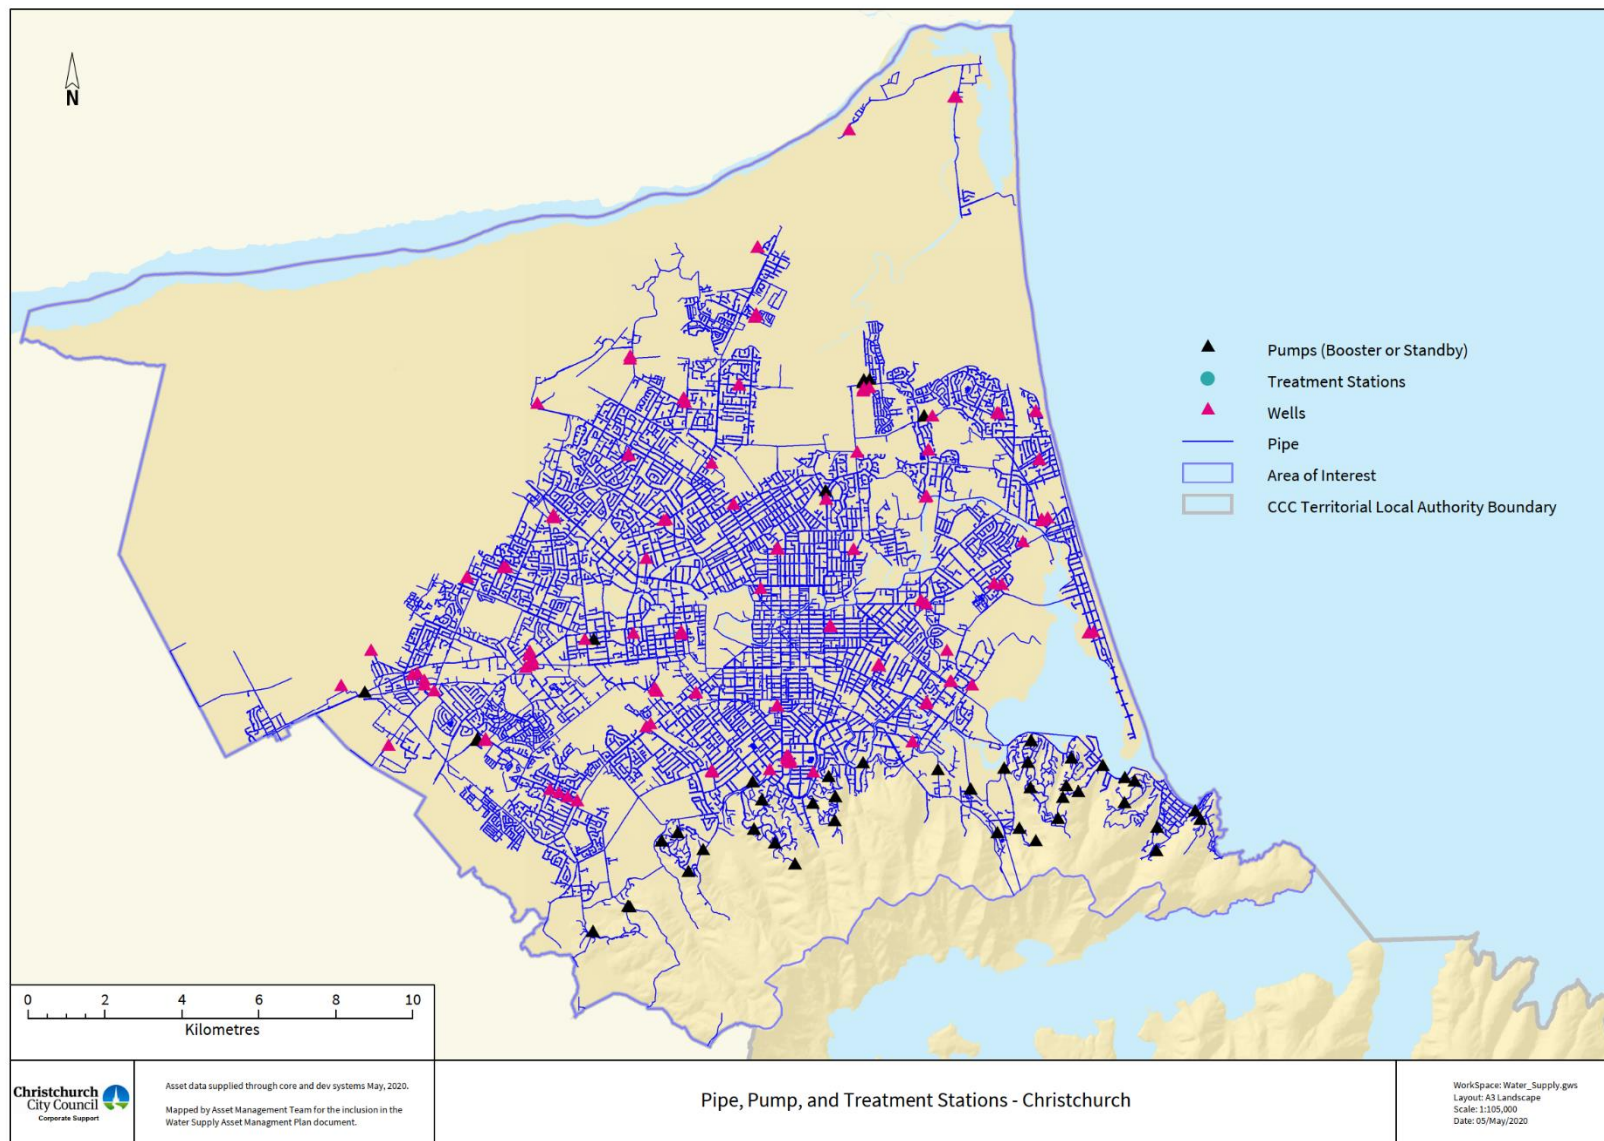 N
Pumps (Booster or Standby)
Treatment Stations
Wells
Pipe
Area of Interest
CCC Territorial Local Authority Boundary
0 2 4 6 8 10
Kilometres
Christchurch
City Council
Corporate Support
Asset data supplied through core and dev systems May, 2020.
Mapped by Asset Management Team for the inclusion in the
Water Supply Asset Managment Plan document.
Pipe, Pump, and Treatment Stations - Christchurch
WorkSpace: Water_Supply.gws
Layout: A3 Landscape
Scale: 1:105,000
Date: 05/May/2020